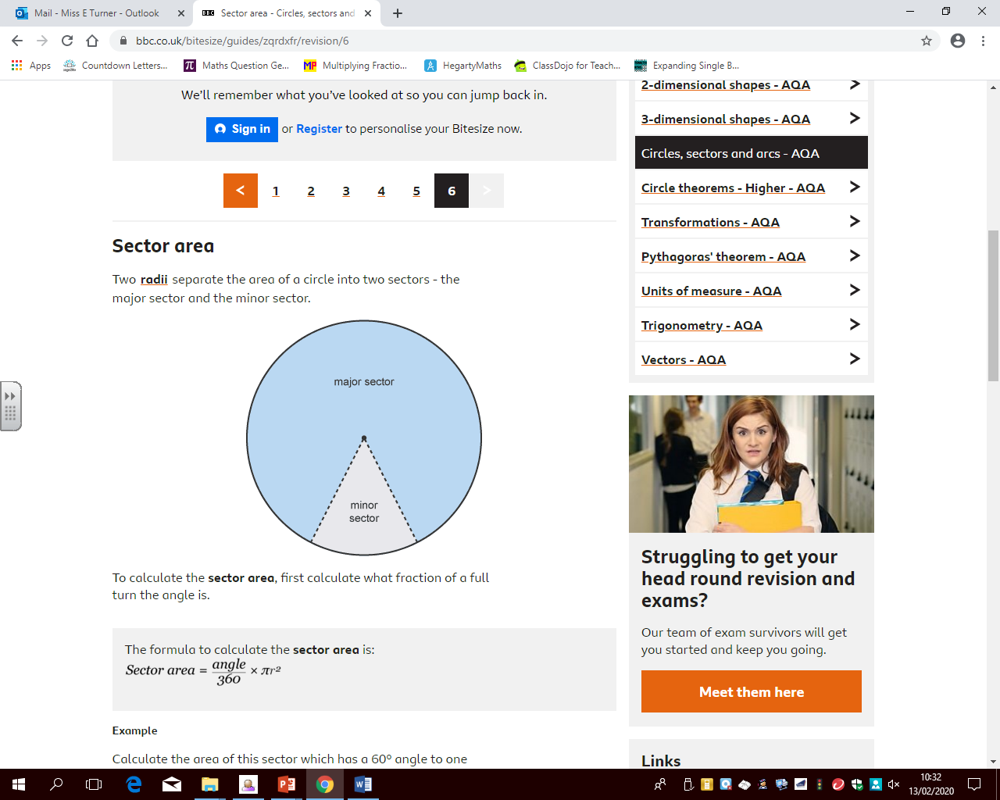 Mail - Miss E Turner - Outlook
Sector area - Circles, sectors and
bbc.co.uk/bitesize/guides/zqrdxfr/revision/6
Apps
Countdown Letters...
Maths Question Ge...
Multiplying Fractio...
HegartyMaths
ClassDojo for Teach...
Expanding Single B...
We'll remember what you've looked at so you can jump back in.
Sign in or Register to personalise your Bitesize now.
< 1 2 3 4 5 6 >
Sector area
Two radii separate the area of a circle into two sectors - the
major sector and the minor sector.
major sector
minor
sector
To calculate the sector area, first calculate what fraction of a full
turn the angle is.
The formula to calculate the sector area is:
Sector area = angle/360 × πr²
Example
Calculate the area of this sector which has a 60° angle to one
2-dimensional shapes - AQA
3-dimensional shapes - AQA
Circles, sectors and arcs - AQA
Circle theorems - Higher - AQA
Transformations - AQA
Pythagoras' theorem - AQA
Units of measure - AQA
Trigonometry - AQA
Vectors - AQA
Struggling to get your
head round revision and
exams?
Our team of exam survivors will get
you started and keep you going.
Meet them here
Links
10:32
13/02/2020